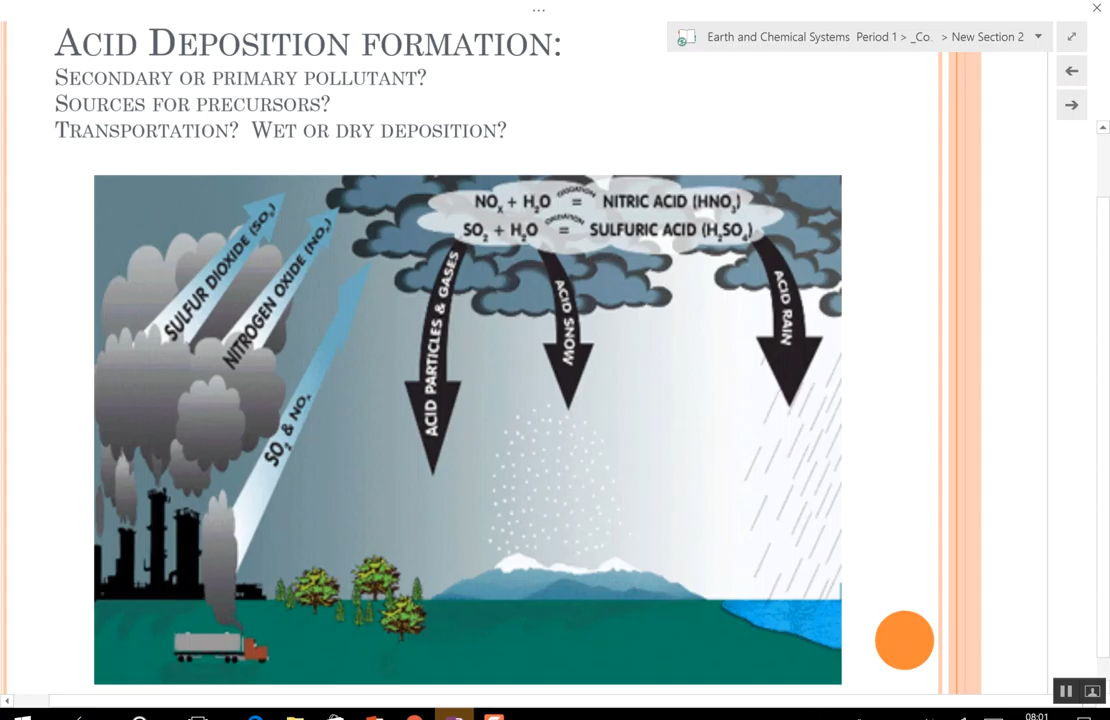 ...
ACID DEPOSITION FORMATION:
SECONDARY OR PRIMARY POLLUTANT?
SOURCES FOR PRECURSORS?
TRANSPORTATION? WET OR DRY DEPOSITION?
Earth and Chemical Systems Period 1 > _Co. > New Section 2
NOx + H2O OXIDATION = NITRIC ACID (HNO3)
SO2 + H2O OXIDATION = SULFURIC ACID (H2SO4)
SULFUR DIOXIDE (SO2)
NITROGEN OXIDE (NOx)
SO2 & NOx
ACID PARTICLES & GASES
ACID SNOW
ACID RAIN
08:01